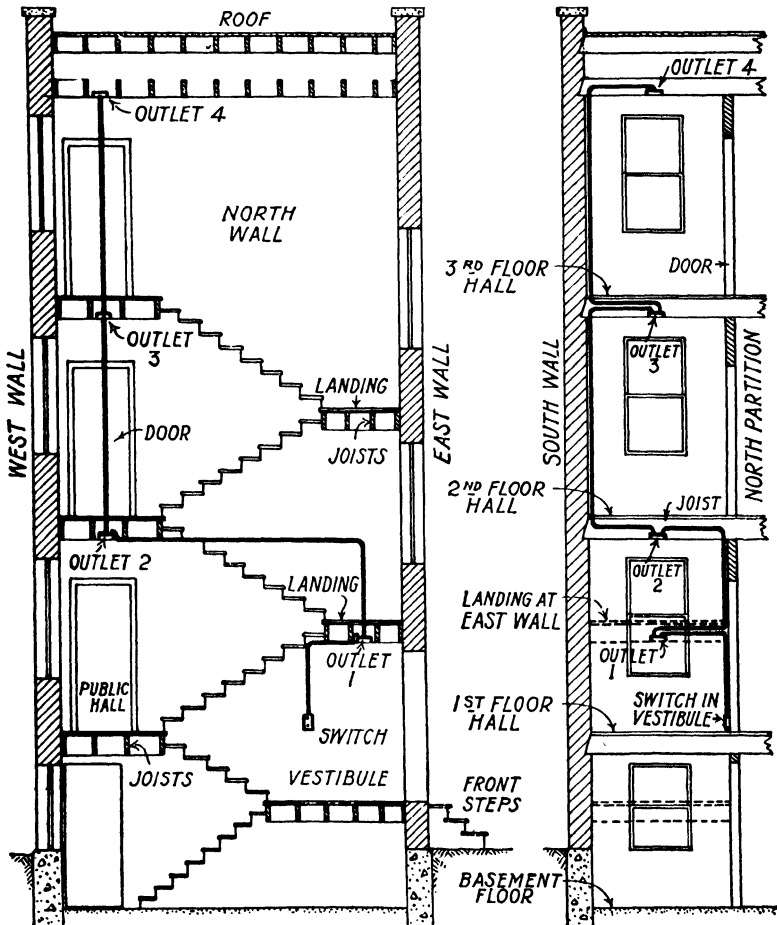 ROOF
OUTLET 4
NORTH
WALL
OUTLET
3
WEST WALL
DOOR
LANDING
JOISTS
EAST WALL
OUTLET 2
LANDING
OUTLET
1
PUBLIC
HALL
SWITCH
JOISTS
VESTIBULE
FRONT
STEPS
OUTLET 4
3RD FLOOR
HALL
DOOR
OUTLET
3
SOUTH WALL
NORTH PARTITION
2ND FLOOR
HALL
JOIST
OUTLET
2
LANDING AT
EAST WALL
OUTLET
1
1ST FLOOR
HALL
SWITCH IN
VESTIBULE
BASEMENT
FLOOR